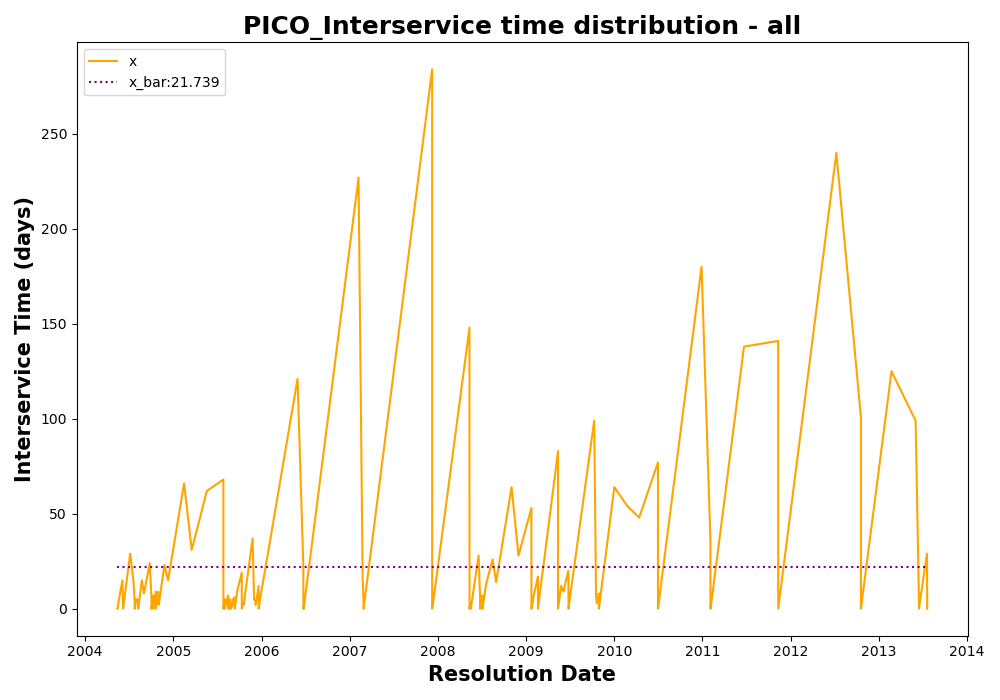 PICO_Interservice time distribution - all
x
x_bar:21.739
Interservice Time (days)
250
200
150
100
50
0
2004 2005 2006 2007 2008 2009 2010 2011 2012 2013 2014
Resolution Date